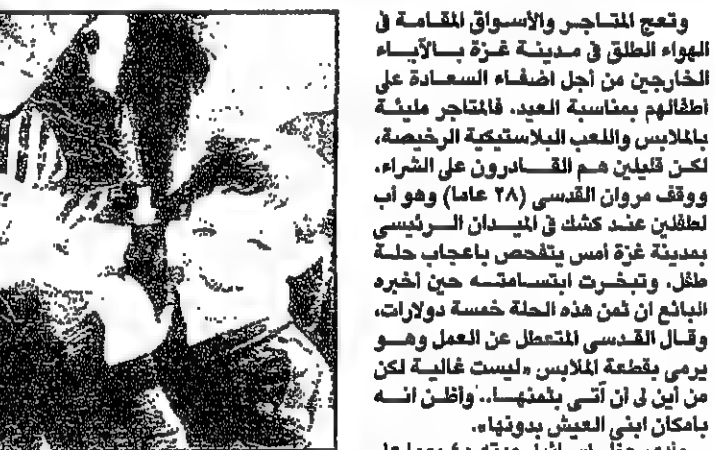 وتعج المتاجر والأسواق المقامة في
الهواء الطلق في مدينة غزة بالآباء
الخارجين من أجل اضفاء السعادة على
أطفالهم بمناسبة العيد. فالمتاجر مليئة
بالملابس واللعب البلاستيكية الرخيصة،
لكن قليلين هم القادرون على الشراء.
ووقف مروان القدسي (٢٨ عاما) وهو أب
لطفلين عند كشك في الميدان الرئيسي
بمدينة غزة أمس يتفحص باعجاب حلة
طفل. وتبخرت ابتسامته حين أخبره
البائع ان ثمن هذه الحلة خمسة دولارات،
وقال القدسي المتعطل عن العمل وهو
يرمي بقطعة الملابس «ليست غالية لكن
من أين لي أن آتي بثمنها.. وأظن انه
بامكان ابني العيش بدونها».